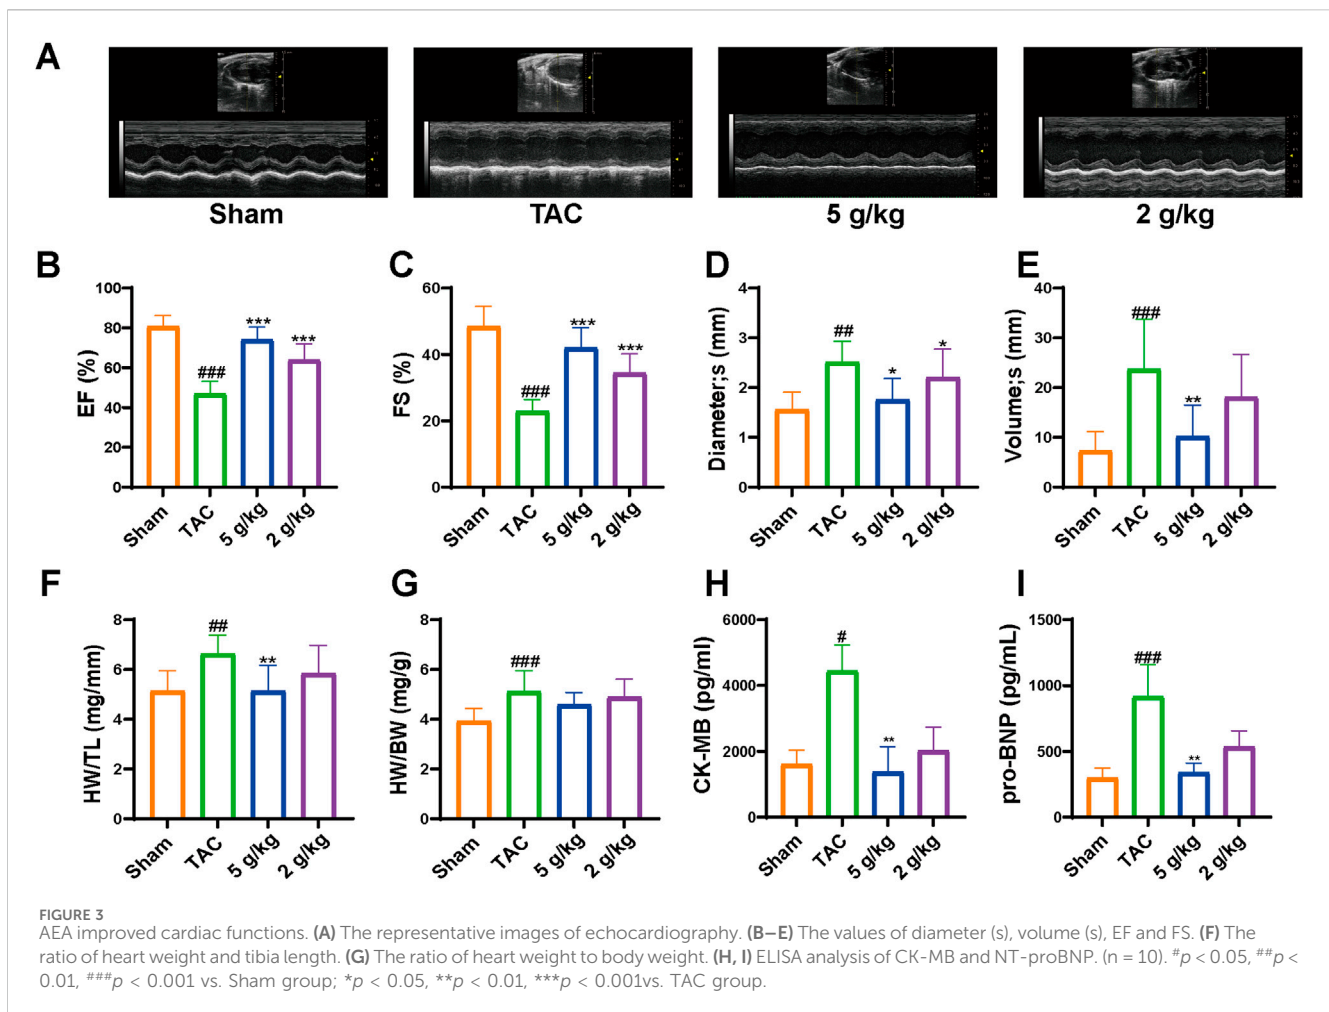 A
Sham
TAC
5 g/kg
2 g/kg
B
C
D
E
EF (%)
100
80
60
40
20
0
###
***
***
Sham
TAC
5 g/kg
2 g/kg
FS (%)
60
40
20
0
###
***
***
Sham
TAC
5 g/kg
2 g/kg
Diameter;s (mm)
4
3
2
1
0
##
*
*
Sham
TAC
5 g/kg
2 g/kg
Volume;s (mm)
40
30
20
10
0
###
**
Sham
TAC
5 g/kg
2 g/kg
F
G
H
I
HW/TL (mg/mm)
8
6
4
2
0
##
**
Sham
TAC
5 g/kg
2 g/kg
HW/BW (mg/g)
8
6
4
2
0
###
Sham
TAC
5 g/kg
2 g/kg
CK-MB (pg/ml)
6000
4000
2000
0
#
**
Sham
TAC
5 g/kg
2 g/kg
pro-BNP (pg/mL)
1500
1000
500
0
###
**
Sham
TAC
5 g/kg
2 g/kg
FIGURE 3
AEA improved cardiac functions. (A) The representative images of echocardiography. (B–E) The values of diameter (s), volume (s), EF and FS. (F) The
ratio of heart weight and tibia length. (G) The ratio of heart weight to body weight. (H, I) ELISA analysis of CK-MB and NT-proBNP. (n = 10). #p < 0.05, ##p <
0.01, ###p < 0.001 vs. Sham group; *p < 0.05, **p < 0.01, ***p < 0.001vs. TAC group.